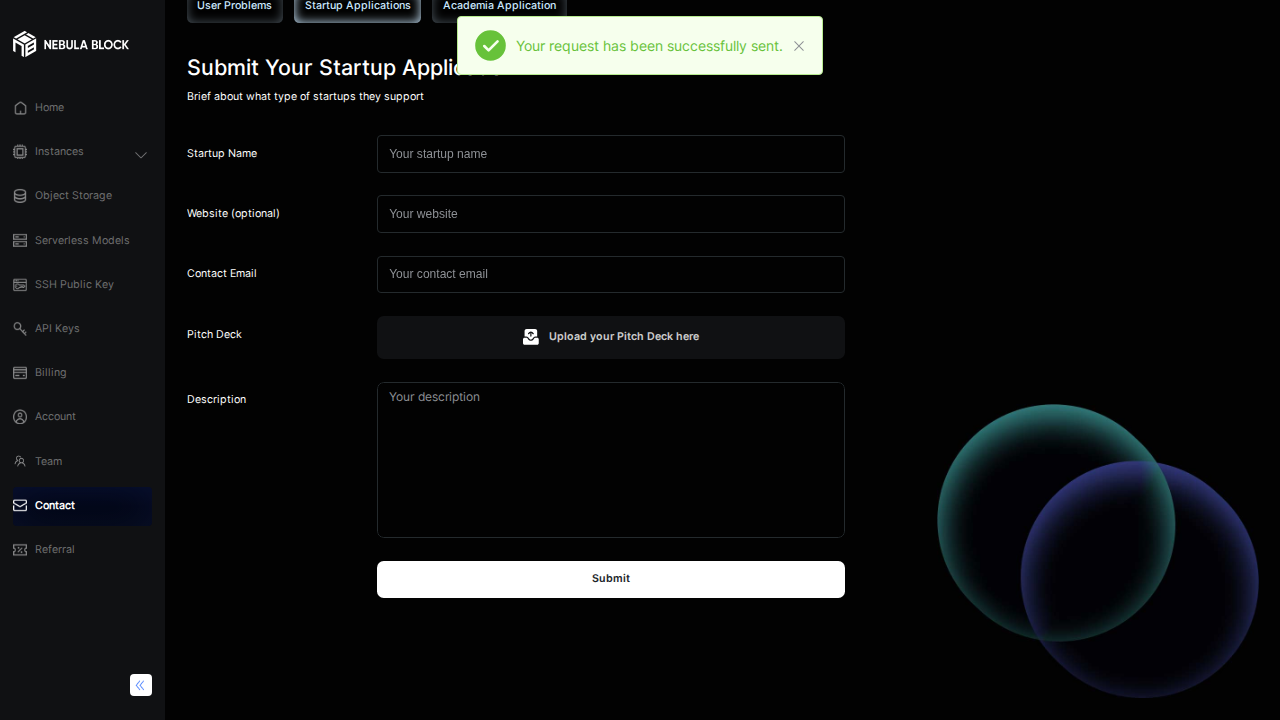 User Problems
Startup Applications
Academia Application
Your request has been successfully sent.
NEBULA BLOCK
Home
Instances
Object Storage
Serverless Models
SSH Public Key
API Keys
Billing
Account
Team
Contact
Referral
Submit Your Startup
Brief about what type of startups they support
Startup Name
Your startup name
Website (optional)
Your website
Contact Email
Your contact email
Pitch Deck
Upload your Pitch Deck here
Description
Your description
Submit